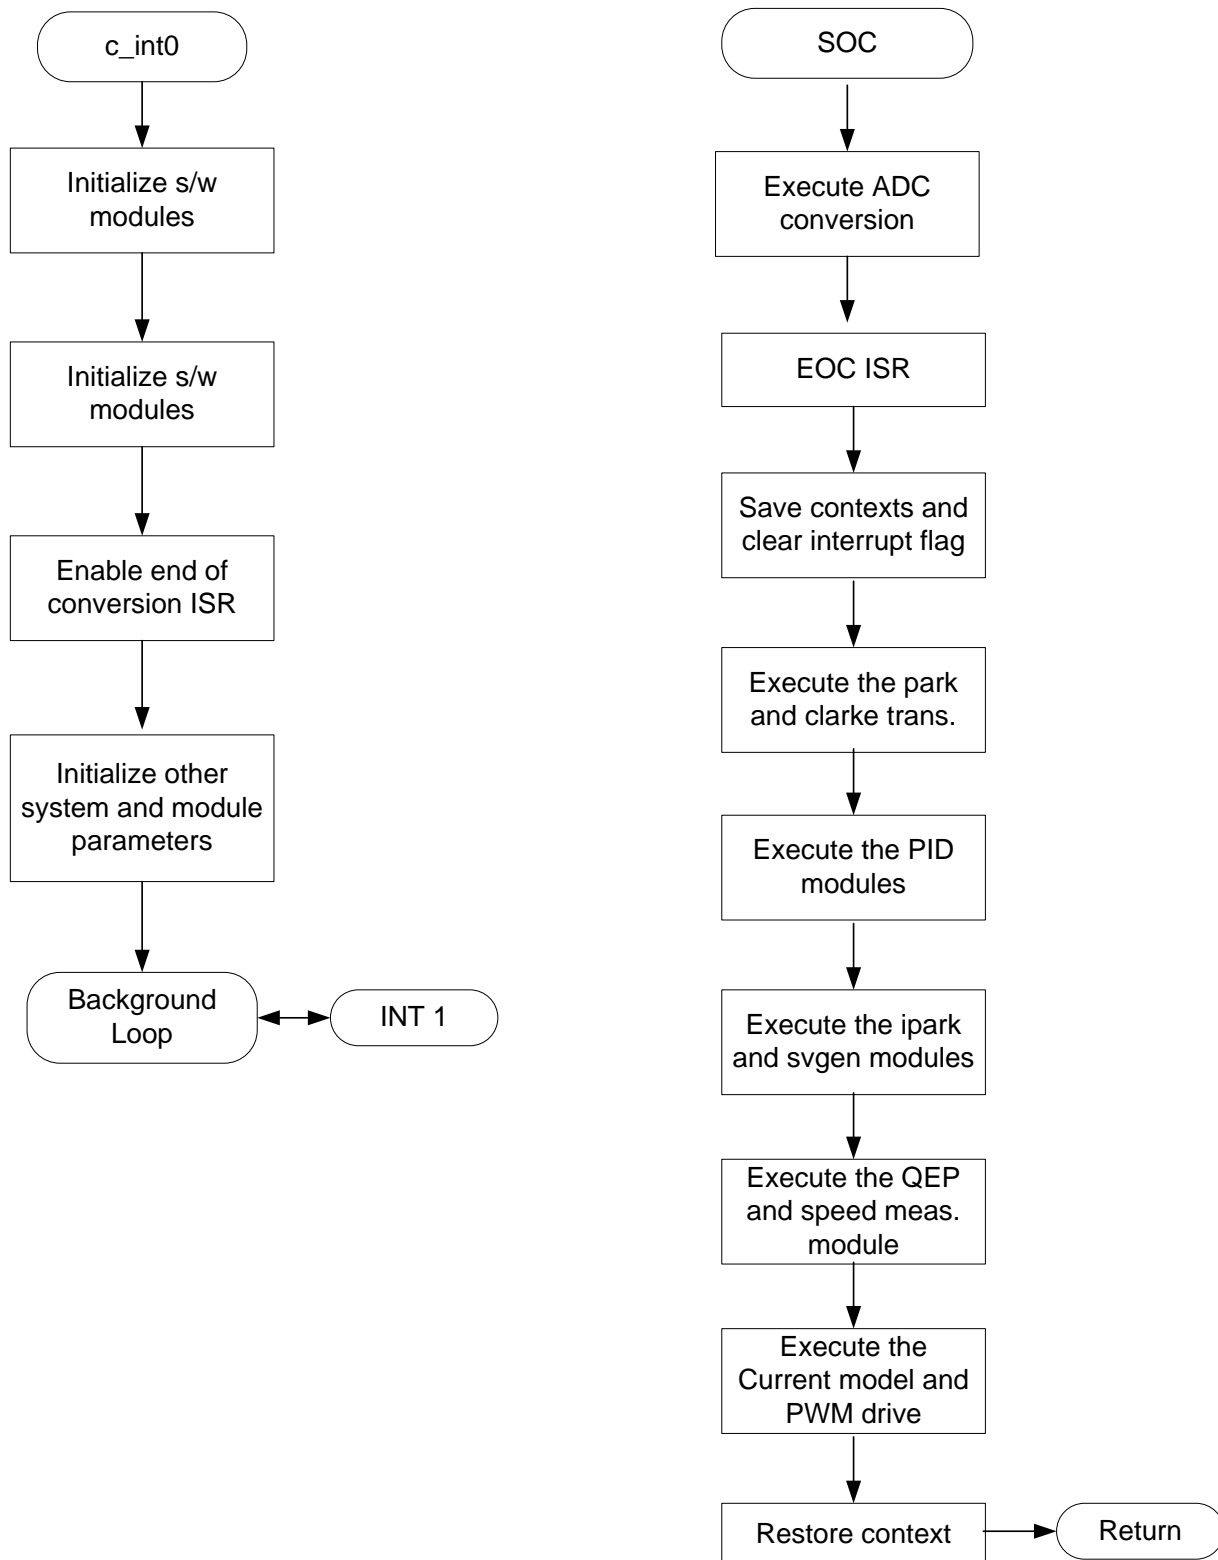 c_int0
Initialize s/w
modules
Initialize s/w
modules
Enable end of
conversion ISR
Initialize other
system and module
parameters
Background
Loop
INT 1
SOC
Execute ADC
conversion
EOC ISR
Save contexts and
clear interrupt flag
Execute the park
and clarke trans.
Execute the PID
modules
Execute the ipark
and svgen modules
Execute the QEP
and speed meas.
module
Execute the
Current model and
PWM drive
Restore context
Return